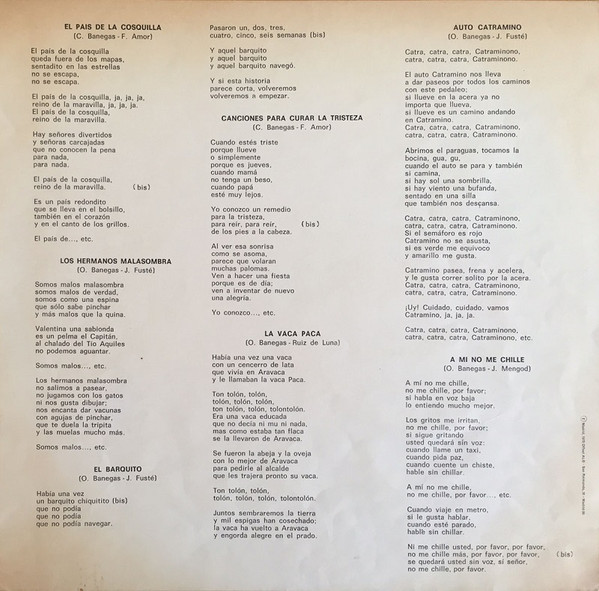 EL PAIS DE LA COSQUILLA
(C. Banegas - F. Amor)
El país de la cosquilla
queda fuera de los mapas,
sentadito en las estrellas
no se escapa,
no se escapa.
El país de la cosquilla, ja, ja, ja,
reino de la maravilla, ja, ja, ja.
El país de la cosquilla,
reino de la maravilla.
Hay señores divertidos
y señoras carcajadas
que no conocen la pena
para nada,
para nada.
El país de la cosquilla,
reino de la maravilla. (bis)
Es un país redondito
que se lleva en el bolsillo,
también en el corazón
y en el canto de los grillos.
El país de..., etc.
LOS HERMANOS MALASOMBRA
(O. Banegas - J. Fusté)
Somos malos malasombra
somos malos de verdad,
somos como una espina
que sólo sabe pinchar
y más malos que la quina.
Valentina una sabionda
es un pelma el Capitán,
al chalado del Tío Aquiles
no podemos aguantar.
Somos malos..., etc.
Los hermanos malasombra
no salimos a pasear,
no jugamos con los gatos
ni nos gusta dibujar;
nos encanta dar vacunas
con agujas de pinchar,
que te duela la tripita
y las muelas mucho más.
Somos malos..., etc.
EL BARQUITO
(O. Banegas - J. Fusté)
Había una vez
un barquito chiquitito (bis)
que no podía
que no podía
que no podía navegar.
Pasaron un, dos, tres,
cuatro, cinco, seis semanas (bis)
Y aquel barquito
y aquel barquito
y aquel barquito navegó.
Y si esta historia
parece corta, volveremos
volveremos a empezar.
CANCIONES PARA CURAR LA TRISTEZA
(C. Banegas - F. Amor)
Cuando estés triste
porque llueve
o simplemente
porque es jueves,
cuando mamá
no tenga un beso,
cuando papá
esté muy lejos.
Yo conozco un remedio
para la tristeza,
para reír, para reír, (bis)
de los pies a la cabeza.
Al ver esa sonrisa
como se asoma,
parece que volaran
muchas palomas.
Ven a hacer una fiesta
porque es de día;
ven a inventar de nuevo
una alegría.
Yo conozco..., etc.
LA VACA PACA
(O. Banegas - Ruiz de Luna)
Había una vez una vaca
con un cencerro de lata
que vivía en Aravaca
y le llamaban la vaca Paca.
Ton tolón, tolón,
tolón, tolón, tolón,
ton tolón, tolón, tolontolón.
Era una vaca educada
que no decía ni mu ni nada,
mas como estaba tan flaca
se la llevaron de Aravaca.
Se fueron la abeja y la oveja
con lo mejor de Aravaca
para pedirle al alcalde
que les trajera pronto su vaca.
Ton tolón, tolón,
tolón, tolón, tolón, tolontolón.
Juntos sembraremos la tierra
y mil espigas han cosechado;
la vaca ha vuelto a Aravaca
y engorda alegre en el prado.
AUTO CATRAMINO
(O. Banegas - J. Fusté)
Catra, catra, catra, Catraminono,
catra, catra, catra, Catraminono.
El auto Catramino nos lleva
a dar paseos por todos los caminos
con este pedaleo;
si llueve en la acera ya no
importa que llueva,
si llueve es un camino andando
en Catramino.
Catra, catra, catra, Catraminono,
catra, catra, catra, Catraminono.
Abrimos el paraguas, tocamos la
bocina, gua, gu,
cuando el auto se para y también
si camina,
si hay sol una sombrilla,
si hay viento una bufanda,
sentado en una silla
que también nos descansa.
Catra, catra, catra, Catraminono,
catra, catra, catra, Catraminono.
Si el semáforo es rojo
Catramino no se asusta,
si es verde me equivoco
y amarillo me gusta.
Catramino pasea, frena y acelera,
y le gusta correr solito por la acera.
Catra, catra, catra, Catraminono,
catra, catra, catra, Catraminono.
¡Uy! Cuidado, cuidado, vamos
Catramino, ja, ja, ja.
Catra, catra, catra, Catraminono,
catra, catra, catra, Catraminono, etc.
A MI NO ME CHILLE
(O. Banegas - J. Mengod)
A mí no me chille,
no me chille, por favor;
si habla en voz baja
lo entiendo mucho mejor.
Los gritos me irritan,
no me chille, por favor;
si sigue gritando
usted quedará sin voz;
cuando llame un taxi,
cuando pida paz,
cuando cuente un chiste,
hable sin chillar.
A mí no me chille,
no me chille, por favor..., etc.
Cuando viaje en metro,
si le gusta hablar,
cuando esté parado,
hable sin chillar.
Ni me chille usted, por favor, por favor,
no me chille más, por favor, por favor, (bis)
se quedará usted sin voz, sí señor,
no me chille, por favor.